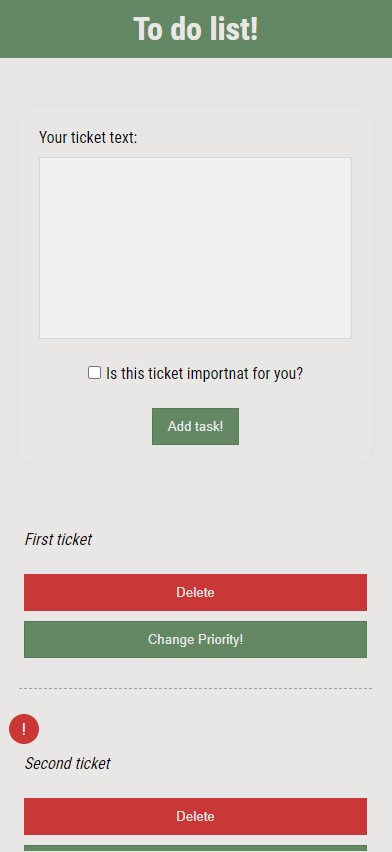 To do list!
Your ticket text:
Is this ticket importnat for you?
Add task!
First ticket
Delete
Change Priority!
!
Second ticket
Delete